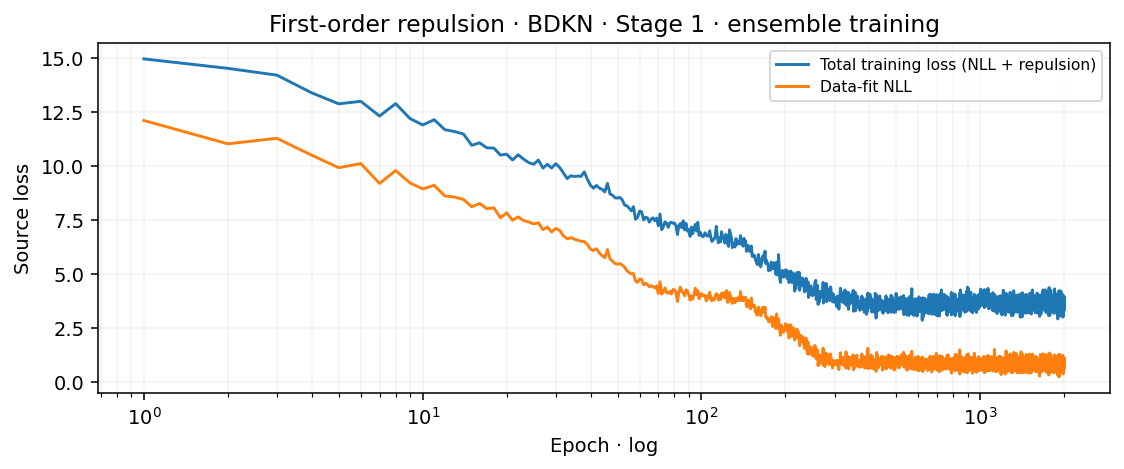 First-order repulsion · BDKN · Stage 1 · ensemble training
Total training loss (NLL + repulsion)
Data-fit NLL
Source loss
15.0
12.5
10.0
7.5
5.0
2.5
0.0
10⁰
10¹
10²
10³
Epoch · log